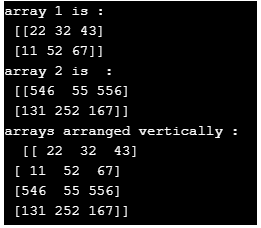 array 1 is :
 [[22 32 43]
 [11 52 67]]
array 2 is  :
 [[546  55 556]
 [131 252 167]]
arrays arranged vertically :
  [[ 22  32  43]
 [ 11  52  67]
 [546  55 556]
 [131 252 167]]